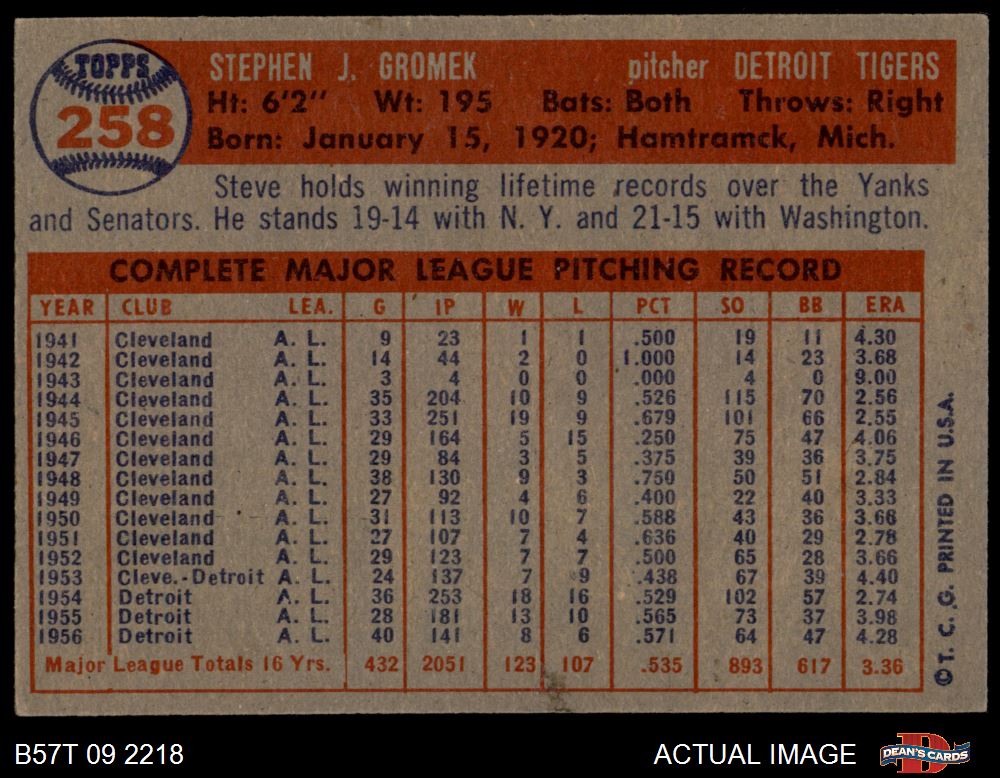 TOPPS
258
STEPHEN J. GROMEK pitcher DETROIT TIGERS
Ht: 6'2" Wt: 195 Bats: Both Throws: Right
Born: January 15, 1920; Hamtramck, Mich.
Steve holds winning lifetime records over the Yanks
and Senators. He stands 19-14 with N. Y. and 21-15 with Washington.
COMPLETE MAJOR LEAGUE PITCHING RECORD
YEAR CLUB LEA. G IP W L PCT SO BB ERA
1941 Cleveland A. L. 9 23 1 1 .500 19 11 4.30
1942 Cleveland A. L. 14 44 2 0 1.000 14 23 3.68
1943 Cleveland A. L. 3 4 0 0 .000 4 0 9.00
1944 Cleveland A. L. 35 204 10 9 .526 115 70 2.56
1945 Cleveland A. L. 33 251 19 9 .679 101 66 2.55
1946 Cleveland A. L. 29 164 5 15 .250 75 47 4.06
1947 Cleveland A. L. 29 84 3 5 .375 39 36 3.75
1948 Cleveland A. L. 38 130 9 3 .750 50 51 2.84
1949 Cleveland A. L. 27 92 4 6 .400 22 40 3.33
1950 Cleveland A. L. 31 113 10 7 .588 43 36 3.66
1951 Cleveland A. L. 27 107 7 4 .636 40 29 2.78
1952 Cleveland A. L. 29 123 7 7 .500 65 28 3.66
1953 Cleve.-Detroit A. L. 24 137 7 9 .438 67 39 4.40
1954 Detroit A. L. 36 253 18 16 .529 102 57 2.74
1955 Detroit A. L. 28 181 13 10 .565 73 37 3.98
1956 Detroit A. L. 40 141 8 6 .571 64 47 4.28
Major League Totals 16 Yrs. 432 2051 123 107 .535 893 617 3.36
© T. C. G. PRINTED IN U.S.A.
B57T 09 2218 ACTUAL IMAGE DEAN'S CARDS